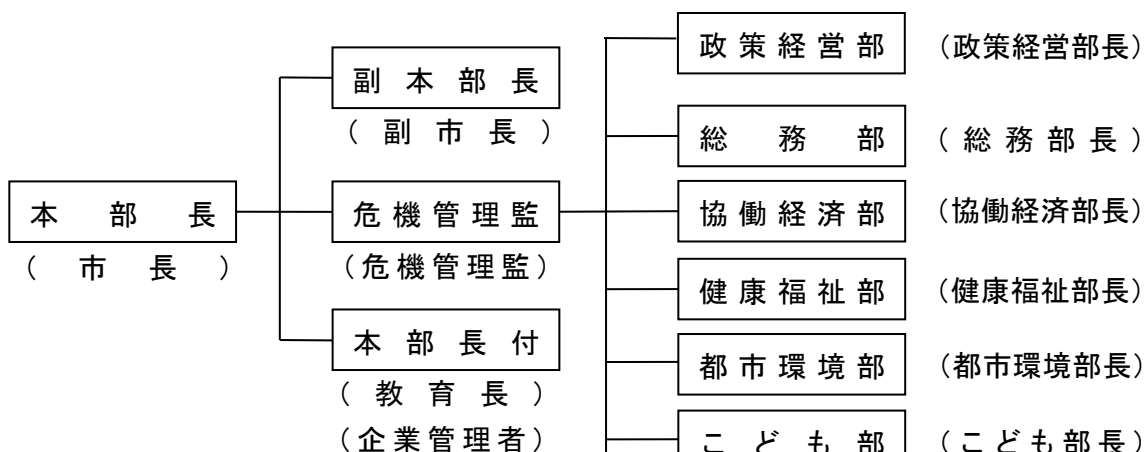 本部長
(市長)
副本部長
(副市長)
危機管理監
(危機管理監)
本部長付
(教育長)
(企業管理者)
政策経営部 (政策経営部長)
総務部 (総務部長)
協働経済部 (協働経済部長)
健康福祉部 (健康福祉部長)
都市環境部 (都市環境部長)
こども部 (こども部長)